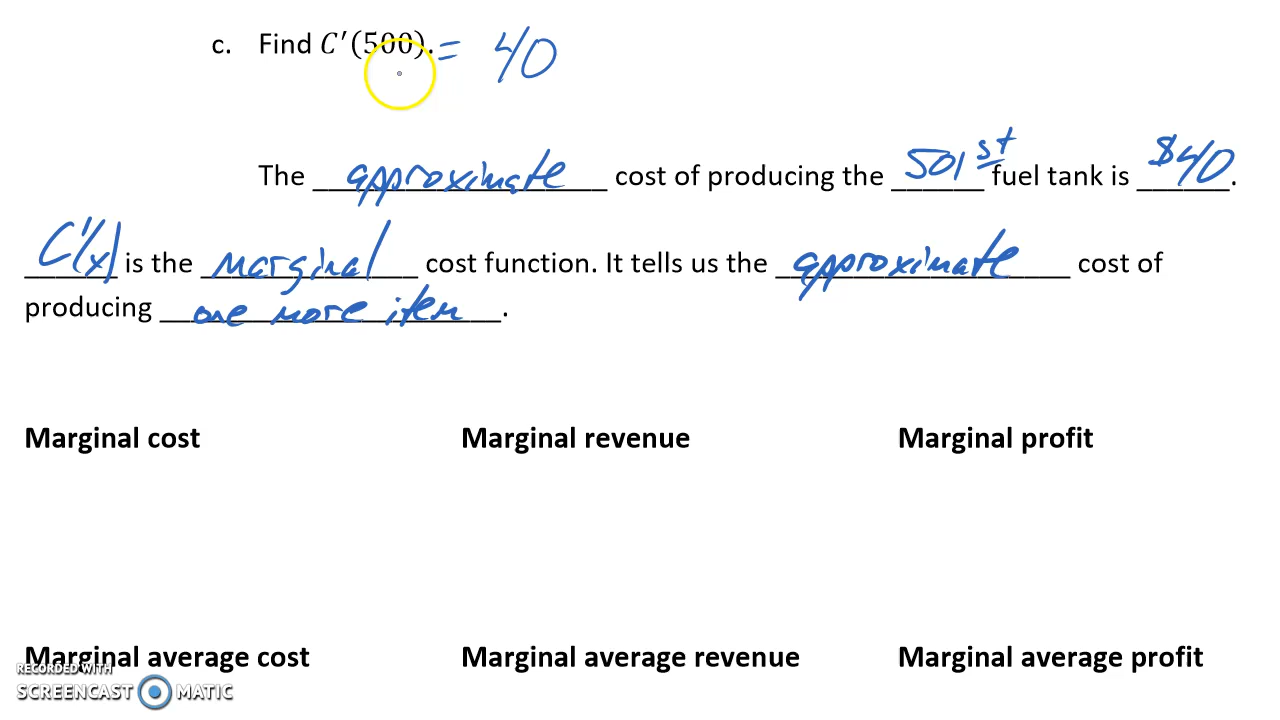 c. Find C′(500). = 40
The approximate cost of producing the 501st fuel tank is $40.
C'(x) is the marginal cost function. It tells us the approximate cost of
producing one more item.
Marginal cost Marginal revenue Marginal profit
Marginal average cost Marginal average revenue Marginal average profit
RECORDED WITH
SCREENCAST MATIC